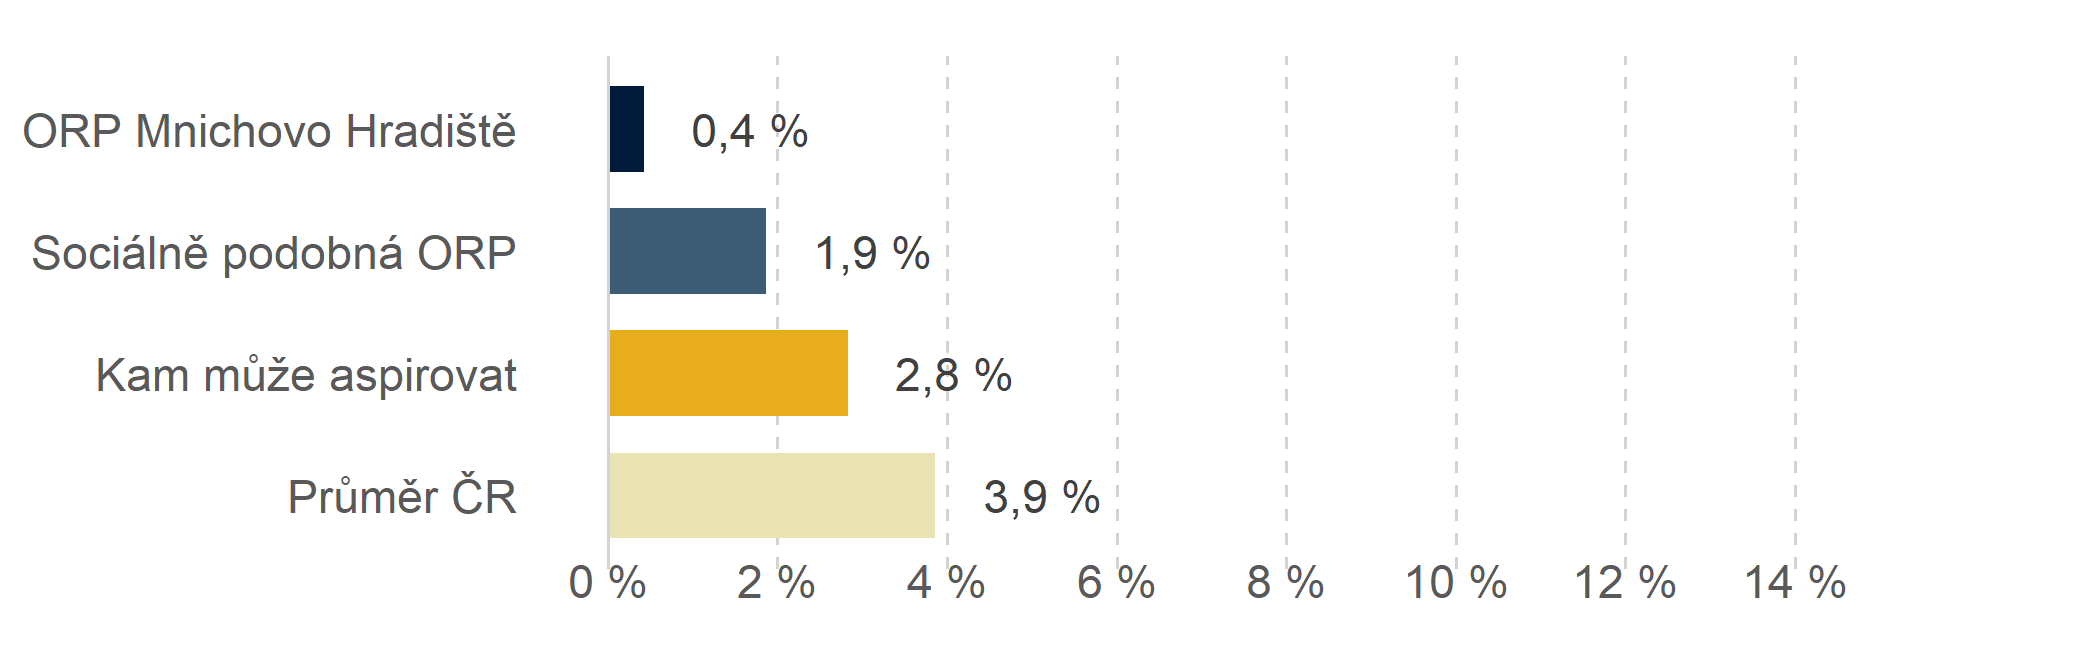 ORP Mnichovo Hradiště 0,4 %
Sociálně podobná ORP 1,9 %
Kam může aspirovat 2,8 %
Průměr ČR 3,9 %
0 % 2 % 4 % 6 % 8 % 10 % 12 % 14 %